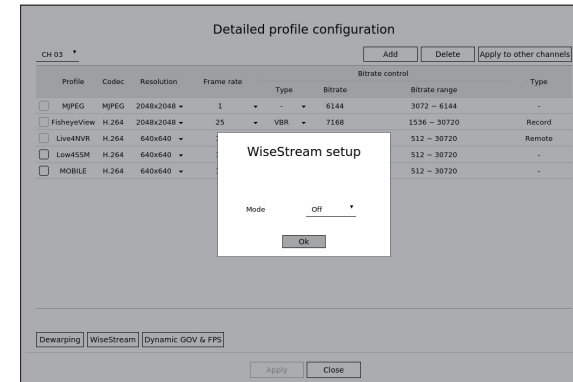 Detailed profile configuration
CH 03 Add Delete Apply to other channels
Profile Codec Resolution Frame rate Bitrate control Type
Type Bitrate Bitrate range
MJPEG MJPEG 2048x2048 1 - 6144 3072 ~ 6144 -
FisheyeView H.264 2048x2048 25 VBR 7168 1536 ~ 30720 Record
Live4NVR H.264 640x640 512 ~ 30720 Remote
Low4SSM H.264 640x640 512 ~ 30720 -
MOBILE H.264 640x640 512 ~ 30720 -
WiseStream setup
Mode Off
Ok
Dewarping WiseStream Dynamic GOV & FPS
Apply Close